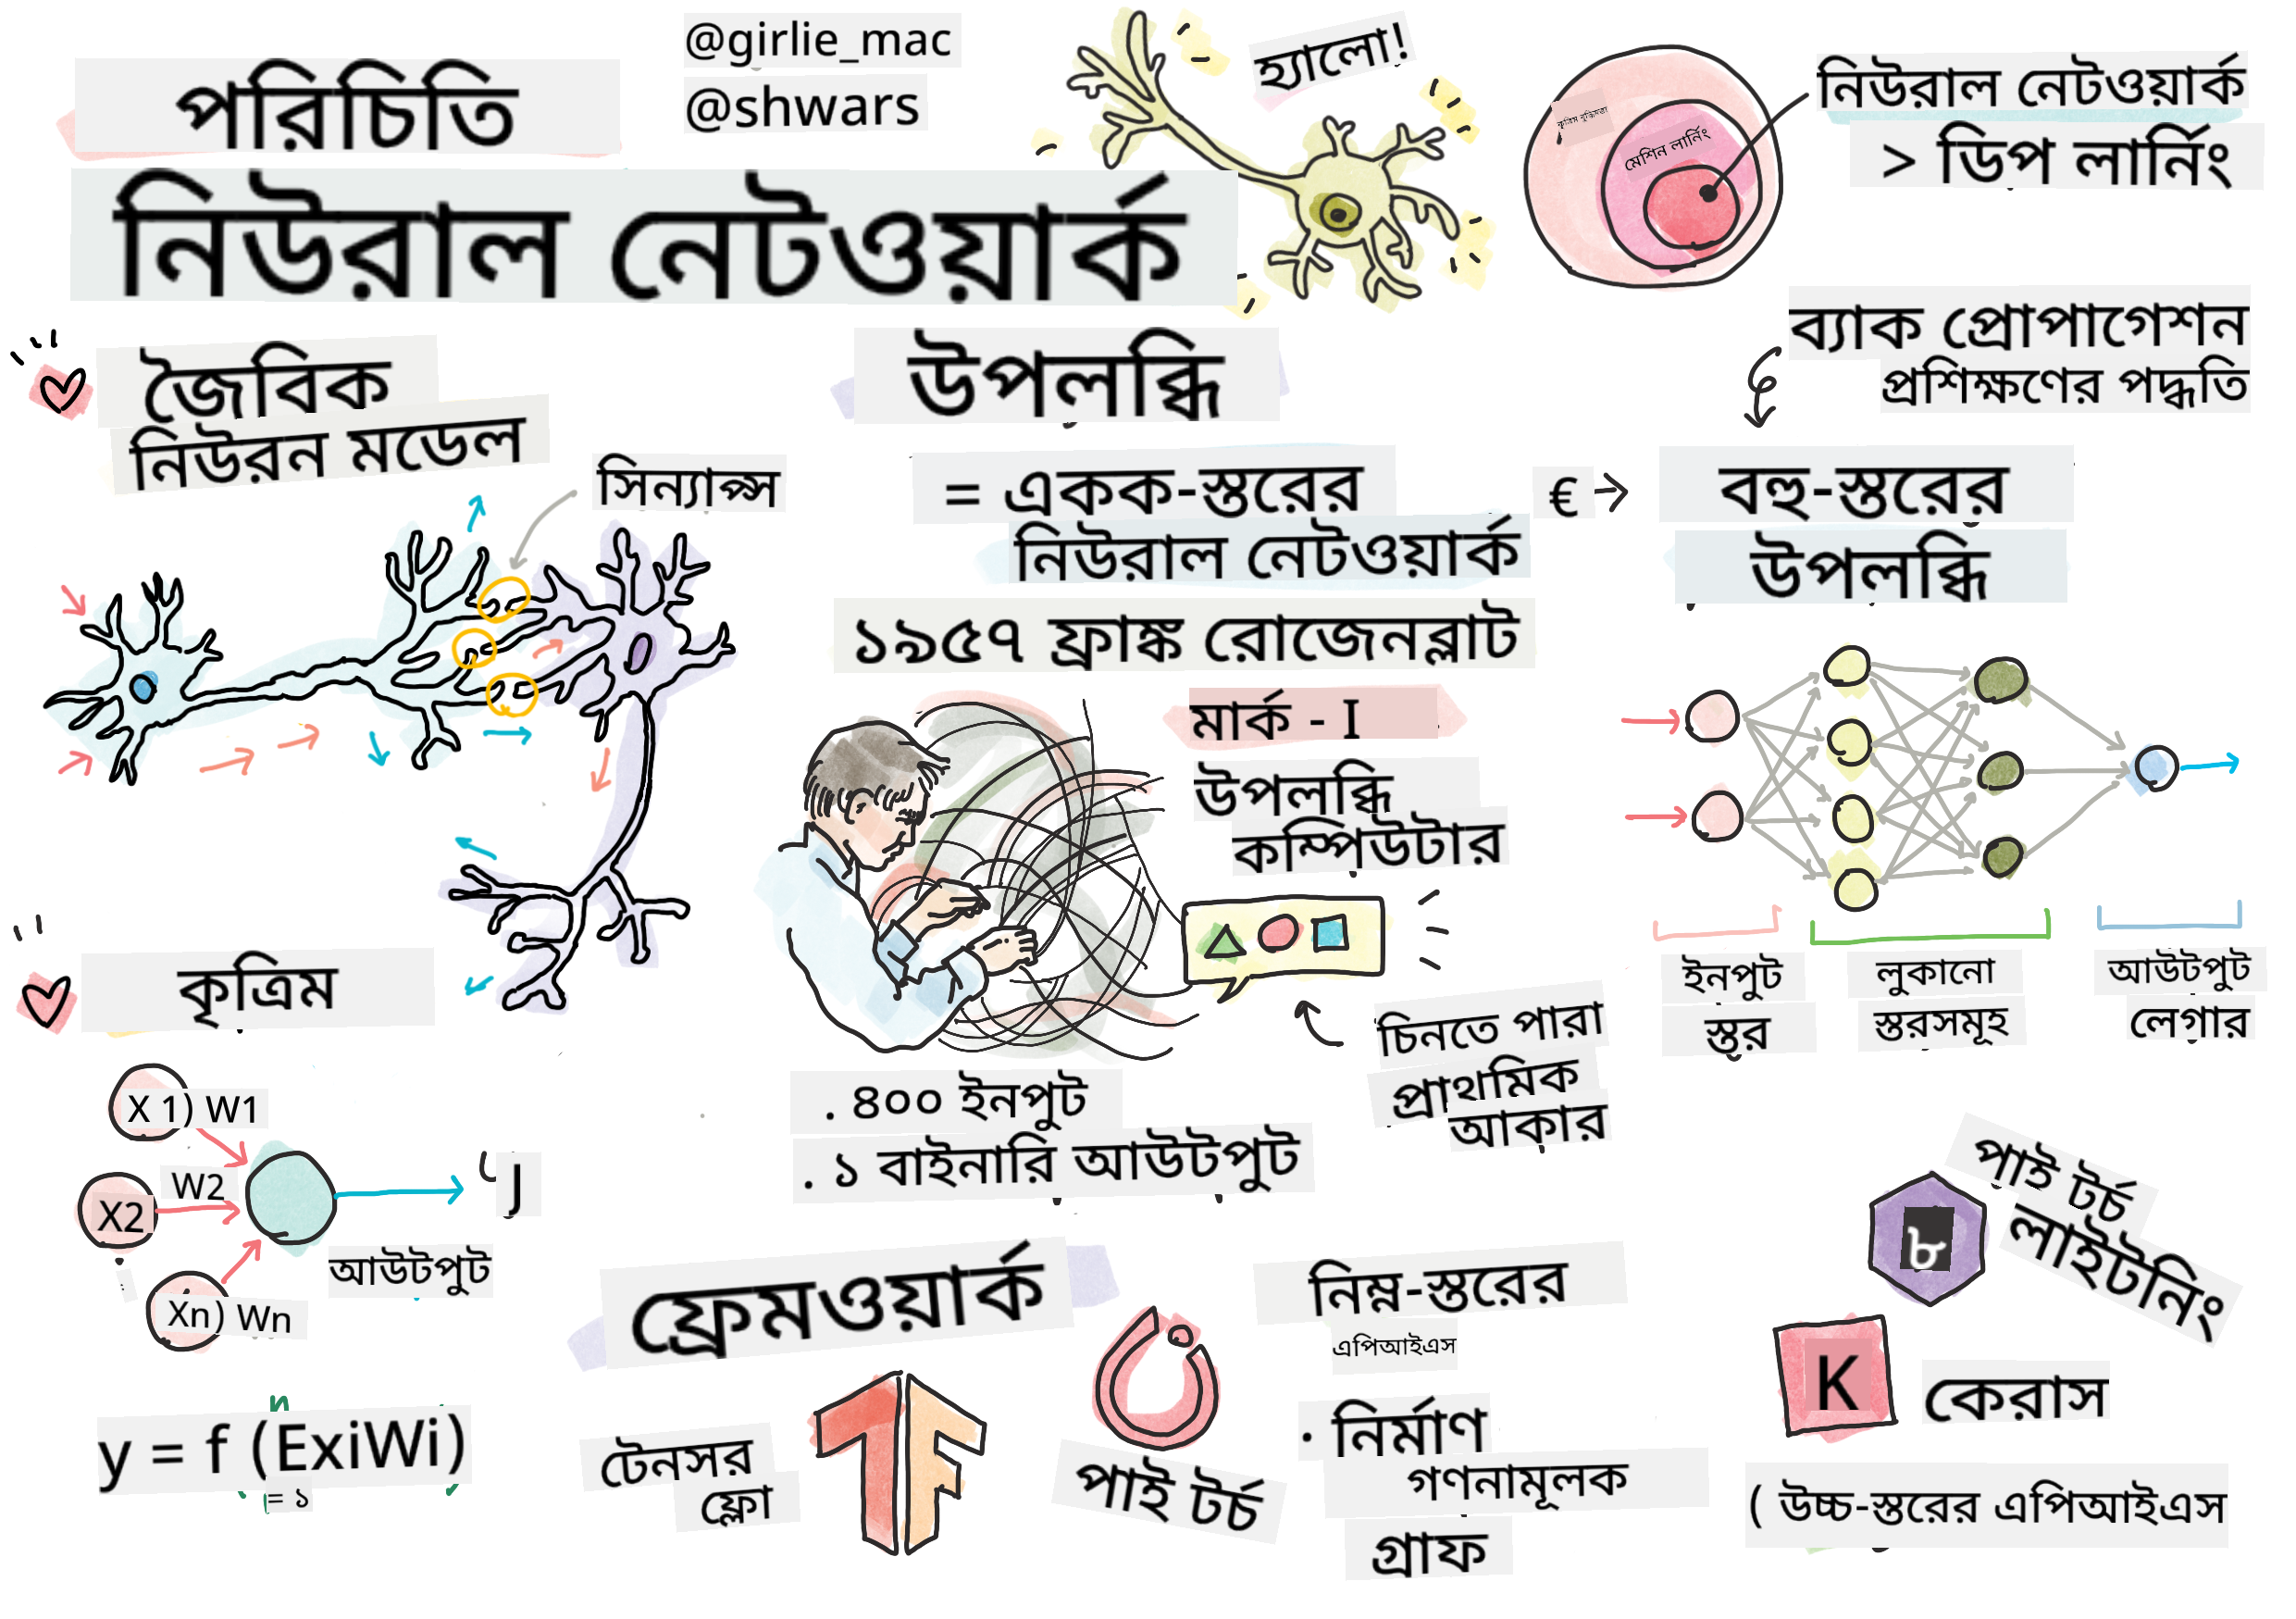 @girlie_mac
@shwars
পরিচিতি
নিউরাল নেটওয়ার্ক
হ্যালো!
কৃত্রিম বুদ্ধিমত্তা
মেশিন লার্নিং
নিউরাল নেটওয়ার্ক
> ডিপ লার্নিং
জৈবিক
নিউরন মডেল
সিন্যাপ্স
উপলব্ধি
= একক-স্তরের
নিউরাল নেটওয়ার্ক
১৯৫৭ ফ্রাঙ্ক রোজেনব্লাট
মার্ক - I
উপলব্ধি
কম্পিউটার
চিনতে পারা
প্রাথমিক
আকার
. ৪০০ ইনপুট
. ১ বাইনারি আউটপুট
ব্যাক প্রোপাগেশন
প্রশিক্ষণের পদ্ধতি
€
বহু-স্তরের
উপলব্ধি
ইনপুট
স্তর
লুকানো
স্তরসমূহ
আউটপুট
লেগার
কৃত্রিম
X 1) W1
W2
X2
Xn) Wn
J
আউটপুট
n
y = f (ExiWi)
= ১
ফ্রেমওয়ার্ক
টেনসর
ফ্লো
TF
পাই টর্চ
নিম্ন-স্তরের
এপিআইএস
· নির্মাণ
গণনামূলক
গ্রাফ
৮
পাই টর্চ
লাইটনিং
K
কেরাস
( উচ্চ-স্তরের এপিআইএস